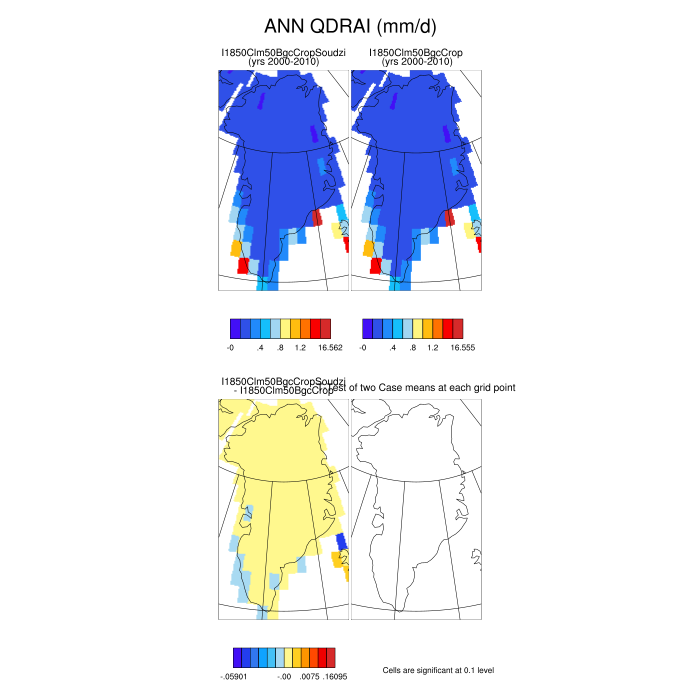 ANN QDRAI (mm/d)
I1850Clm50BgcCropSoudzi
(yrs 2000-2010)
I1850Clm50BgcCrop
(yrs 2000-2010)
-0 .4 .8 1.2 16.562
-0 .4 .8 1.2 16.555
I1850Clm50BgcCropSoudzi
- I1850Clm50BgcCrop
Test of two Case means at each grid point
-.05901 -.00 .0075 .16095
Cells are significant at 0.1 level